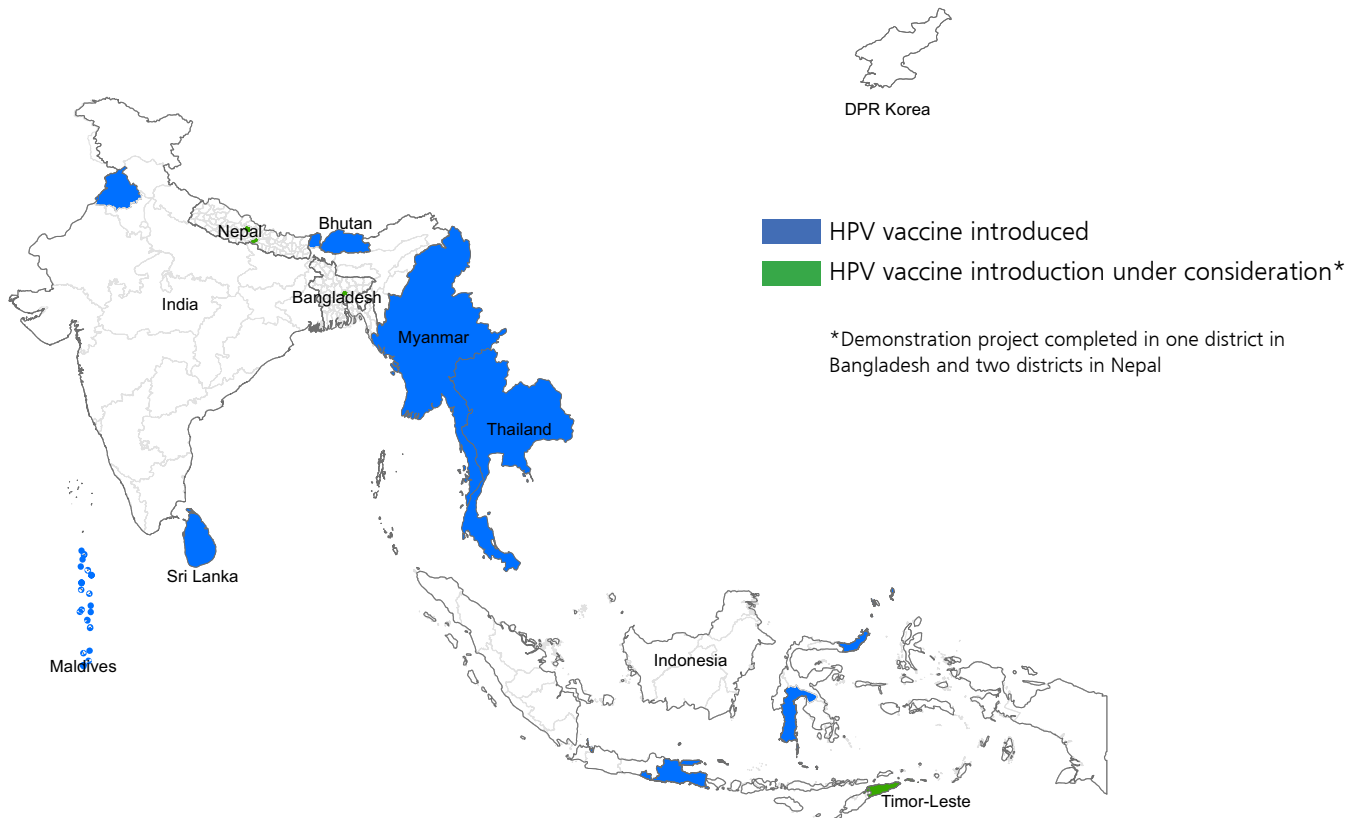 DPR Korea
Nepal
Bhutan
India
Bangladesh
Myanmar
Thailand
Sri Lanka
Maldives
Indonesia
Timor-Leste
HPV vaccine introduced
HPV vaccine introduction under consideration*
*Demonstration project completed in one district in
Bangladesh and two districts in Nepal